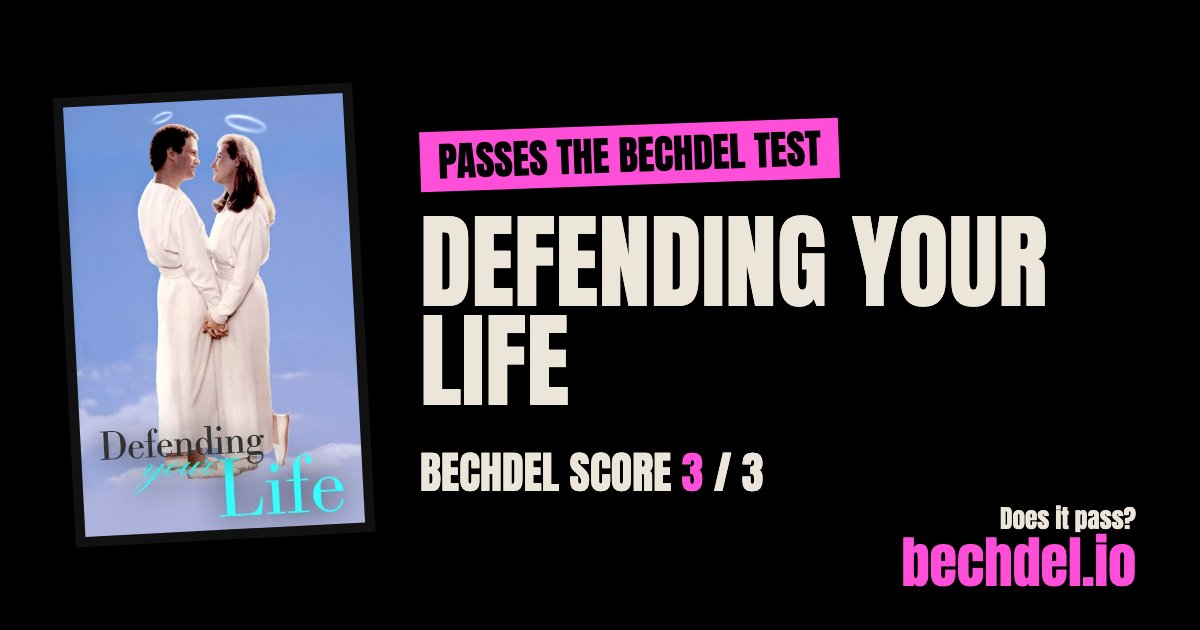 Defending
your
Life
PASSES THE BECHDEL TEST
DEFENDING YOUR
LIFE
BECHDEL SCORE 3 / 3
Does it pass?
bechdel.io